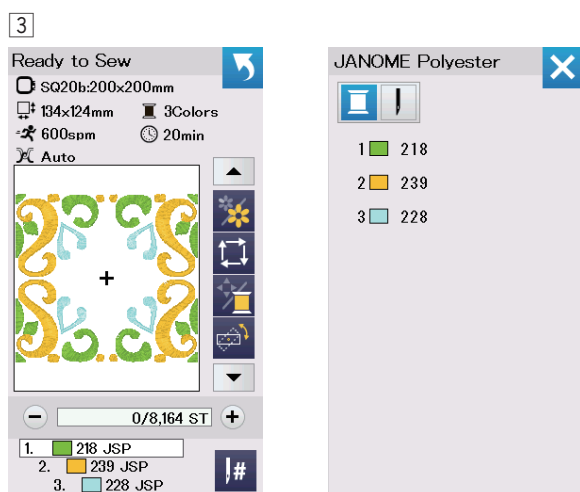 3
Ready to Sew
SQ20b:200x200mm
134x124mm 3Colors
600spm 20min
Auto
0/8,164 ST
1. 218 JSP
2. 239 JSP
3. 228 JSP
#
JANOME Polyester
1 218
2 239
3 228